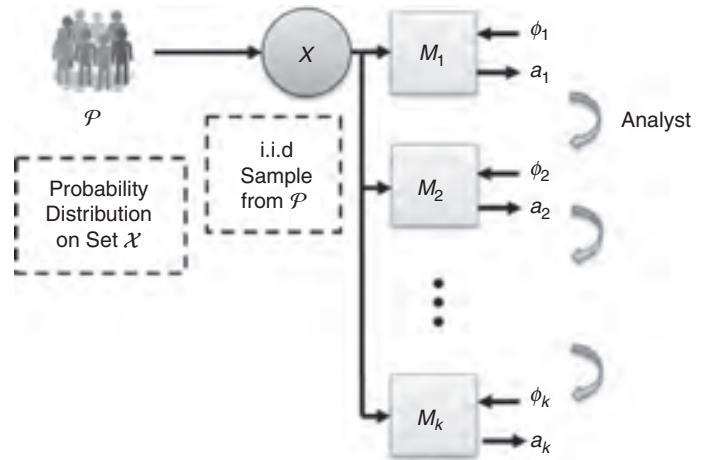 𝒫
Probability
Distribution
on Set 𝒳
X
i.i.d
Sample
from 𝒫
M₁
ϕ₁
a₁
Analyst
M₂
ϕ₂
a₂
Mₖ
ϕₖ
aₖ